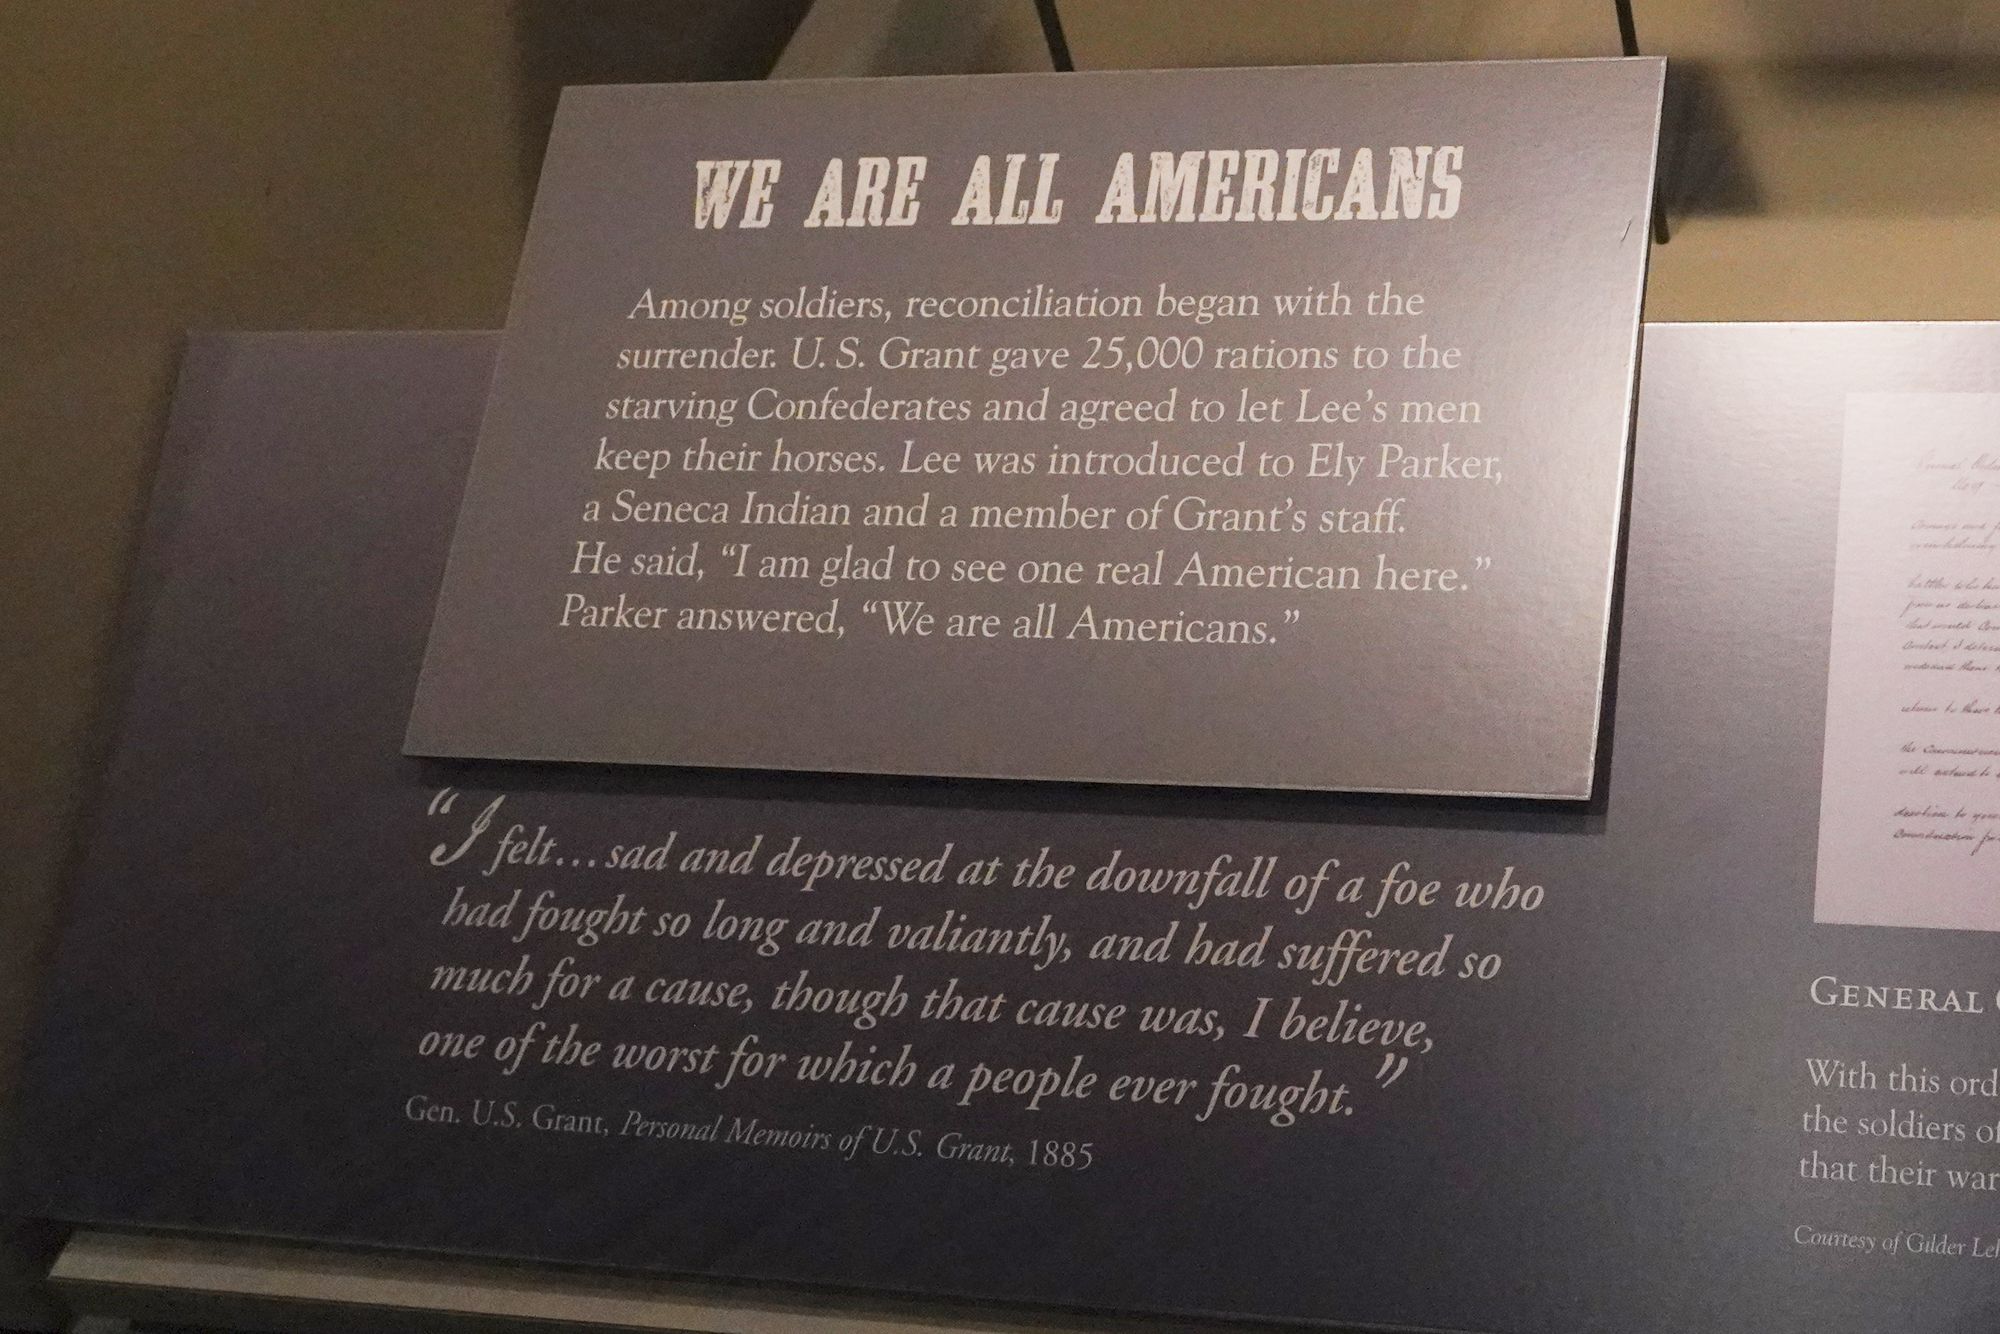 WE ARE ALL AMERICANS
Among soldiers, reconciliation began with the
surrender. U. S. Grant gave 25,000 rations to the
starving Confederates and agreed to let Lee's men
keep their horses. Lee was introduced to Ely Parker,
a Seneca Indian and a member of Grant's staff.
He said, "I am glad to see one real American here."
Parker answered, "We are all Americans."
"I felt...sad and depressed at the downfall of a foe who
had fought so long and valiantly, and had suffered so
much for a cause, though that cause was, I believe,
one of the worst for which a people ever fought."
Gen. U.S. Grant, Personal Memoirs of U.S. Grant, 1885
GENERAL
With this ord
the soldiers of
that their war
Courtesy of Gilder Leh